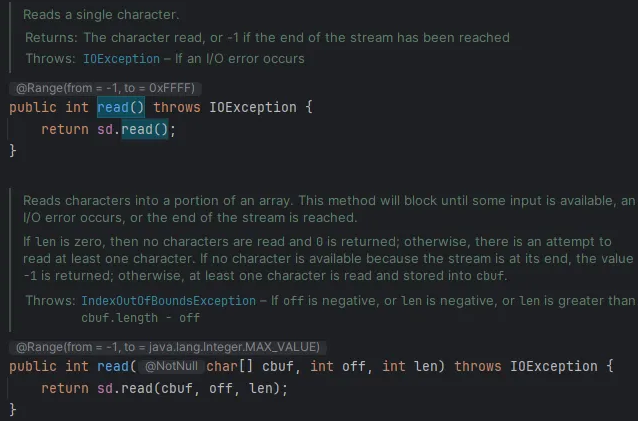 Reads a single character.
Returns: The character read, or -1 if the end of the stream has been reached
Throws: IOException – If an I/O error occurs
@Range(from = -1, to = 0xFFFF)
public int read() throws IOException {
    return sd.read();
}
Reads characters into a portion of an array. This method will block until some input is available, an
I/O error occurs, or the end of the stream is reached.
If len is zero, then no characters are read and 0 is returned; otherwise, there is an attempt to
read at least one character. If no character is available because the stream is at its end, the value
-1 is returned; otherwise, at least one character is read and stored into cbuf.
Throws: IndexOutOfBoundsException – If off is negative, or len is negative, or len is greater than
cbuf.length - off
@Range(from = -1, to = java.lang.Integer.MAX_VALUE)
public int read( @NotNull char[] cbuf, int off, int len) throws IOException {
    return sd.read(cbuf, off, len);
}